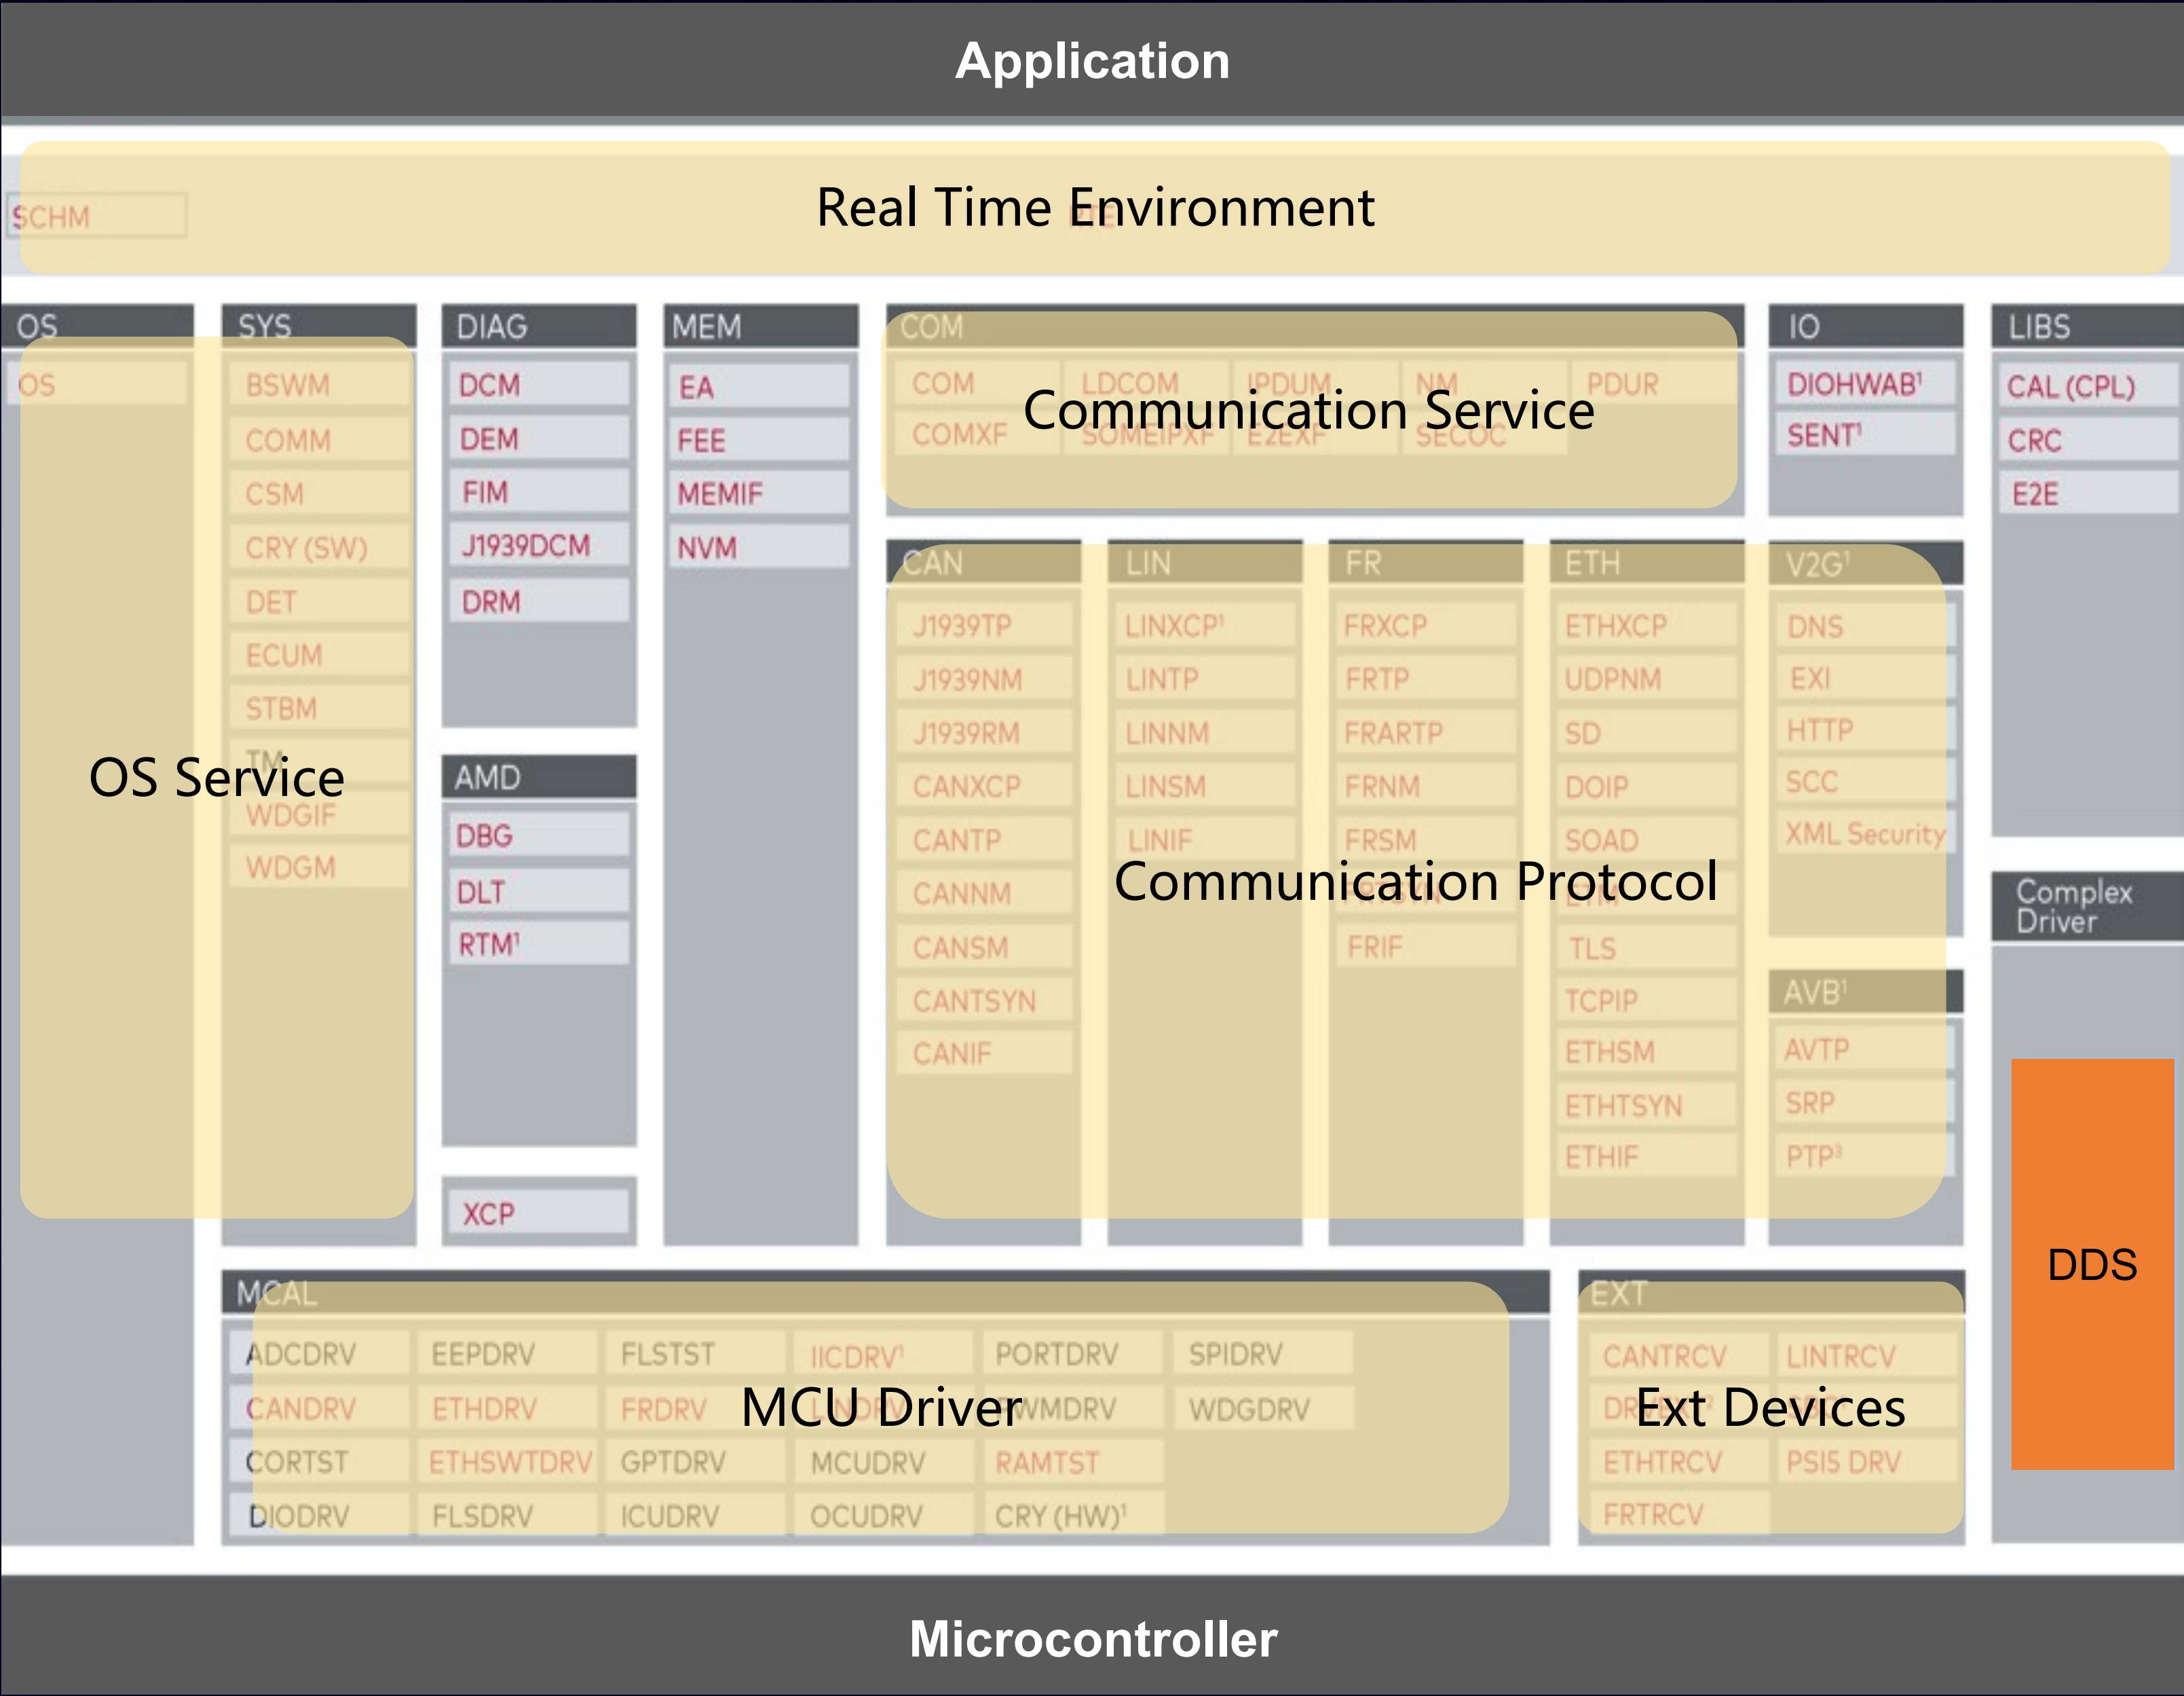 Application
Real Time Environment
SCHM
RTE
OS
OS
SYS
BSWM
COMM
CSM
CRY (SW)
DET
ECUM
STBM
TM
WDGIF
WDGM
OS Service
DIAG
DCM
DEM
FIM
J1939DCM
DRM
AMD
DBG
DLT
RTM¹
XCP
MEM
EA
FEE
MEMIF
NVM
COM
COM LDCOM IPDUM NM PDUR
Communication Service
COMXF SOMEIPXF E2EXF SECOC
IO
DIOHWAB¹
SENT¹
LIBS
CAL (CPL)
CRC
E2E
CAN
J1939TP
J1939NM
J1939RM
CANXCP
CANTP
CANNM
CANSM
CANTSYN
CANIF
LIN
LINXCP¹
LINTP
LINNM
LINSM
LINIF
FR
FRXCP
FRTP
FRARTP
FRNM
FRSM
FRTSYN
FRIF
ETH
ETHXCP
UDPNM
SD
DOIP
SOAD
ETM
TLS
TCPIP
ETHSM
ETHTSYN
ETHIF
Communication Protocol
V2G¹
DNS
EXI
HTTP
SCC
XML Security
AVB¹
AVTP
SRP
PTP³
Complex
Driver
DDS
MCAL
ADCDRV EEPDRV FLSTST IICDRV¹ PORTDRV SPIDRV
CANDRV ETHDRV FRDRV LINDRV PWMDRV WDGDRV
MCU Driver
CORTST ETHSWTDRV GPTDRV MCUDRV RAMTST
DIODRV FLSDRV ICUDRV OCUDRV CRY (HW)¹
EXT
CANTRCV LINTRCV
Ext Devices
ETHTRCV PSI5 DRV
FRTRCV
Microcontroller